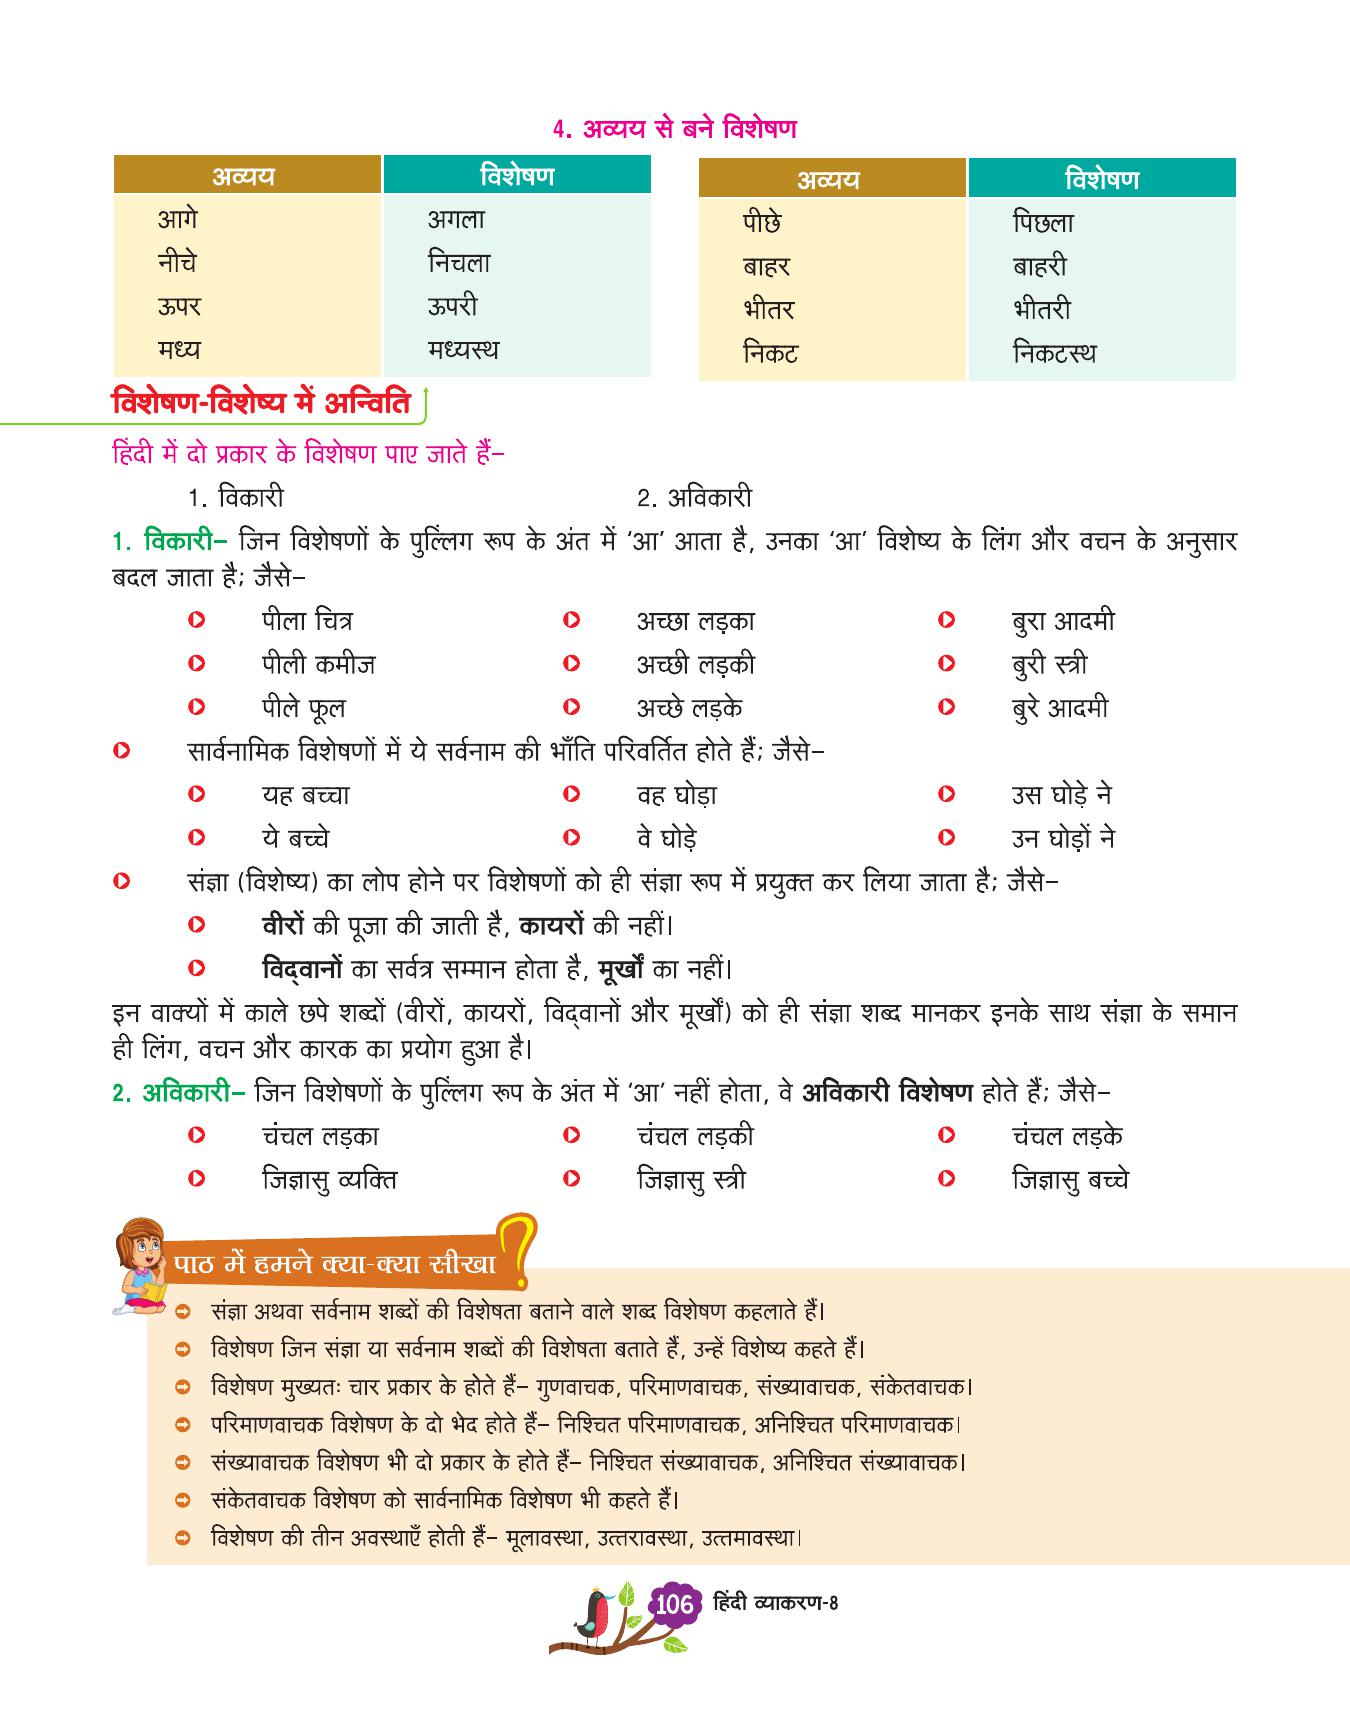 4. अव्यय से बने विशेषण
अव्यय विशेषण
आगे अगला
नीचे निचला
ऊपर ऊपरी
मध्य मध्यस्थ
अव्यय विशेषण
पीछे पिछला
बाहर बाहरी
भीतर भीतरी
निकट निकटस्थ
विशेषण-विशेष्य में अन्विति
हिंदी में दो प्रकार के विशेषण पाए जाते हैं–
1. विकारी 2. अविकारी
1. विकारी– जिन विशेषणों के पुल्लिंग रूप के अंत में ‘आ’ आता है, उनका ‘आ’ विशेष्य के लिंग और वचन के अनुसार
बदल जाता है; जैसे–
पीला चित्र अच्छा लड़का बुरा आदमी
पीली कमीज अच्छी लड़की बुरी स्त्री
पीले फूल अच्छे लड़के बुरे आदमी
सार्वनामिक विशेषणों में ये सर्वनाम की भाँति परिवर्तित होते हैं; जैसे–
यह बच्चा वह घोड़ा उस घोड़े ने
ये बच्चे वे घोड़े उन घोड़ों ने
संज्ञा (विशेष्य) का लोप होने पर विशेषणों को ही संज्ञा रूप में प्रयुक्त कर लिया जाता है; जैसे–
वीरों की पूजा की जाती है, कायरों की नहीं।
विद्‌वानों का सर्वत्र सम्मान होता है, मूर्खों का नहीं।
इन वाक्यों में काले छपे शब्दों (वीरों, कायरों, विद्‌वानों और मूर्खों) को ही संज्ञा शब्द मानकर इनके साथ संज्ञा के समान
ही लिंग, वचन और कारक का प्रयोग हुआ है।
2. अविकारी– जिन विशेषणों के पुल्लिंग रूप के अंत में ‘आ’ नहीं होता, वे अविकारी विशेषण होते हैं; जैसे–
चंचल लड़का चंचल लड़की चंचल लड़के
जिज्ञासु व्यक्ति जिज्ञासु स्त्री जिज्ञासु बच्चे
पाठ में हमने क्या-क्या सीखा ?
संज्ञा अथवा सर्वनाम शब्दों की विशेषता बताने वाले शब्द विशेषण कहलाते हैं।
विशेषण जिन संज्ञा या सर्वनाम शब्दों की विशेषता बताते हैं, उन्हें विशेष्य कहते हैं।
विशेषण मुख्यतः चार प्रकार के होते हैं– गुणवाचक, परिमाणवाचक, संख्यावाचक, संकेतवाचक।
परिमाणवाचक विशेषण के दो भेद होते हैं– निश्चित परिमाणवाचक, अनिश्चित परिमाणवाचक।
संख्यावाचक विशेषण भी दो प्रकार के होते हैं– निश्चित संख्यावाचक, अनिश्चित संख्यावाचक।
संकेतवाचक विशेषण को सार्वनामिक विशेषण भी कहते हैं।
विशेषण की तीन अवस्थाएँ होती हैं– मूलावस्था, उत्तरावस्था, उत्तमावस्था।
106 हिंदी व्याकरण-8